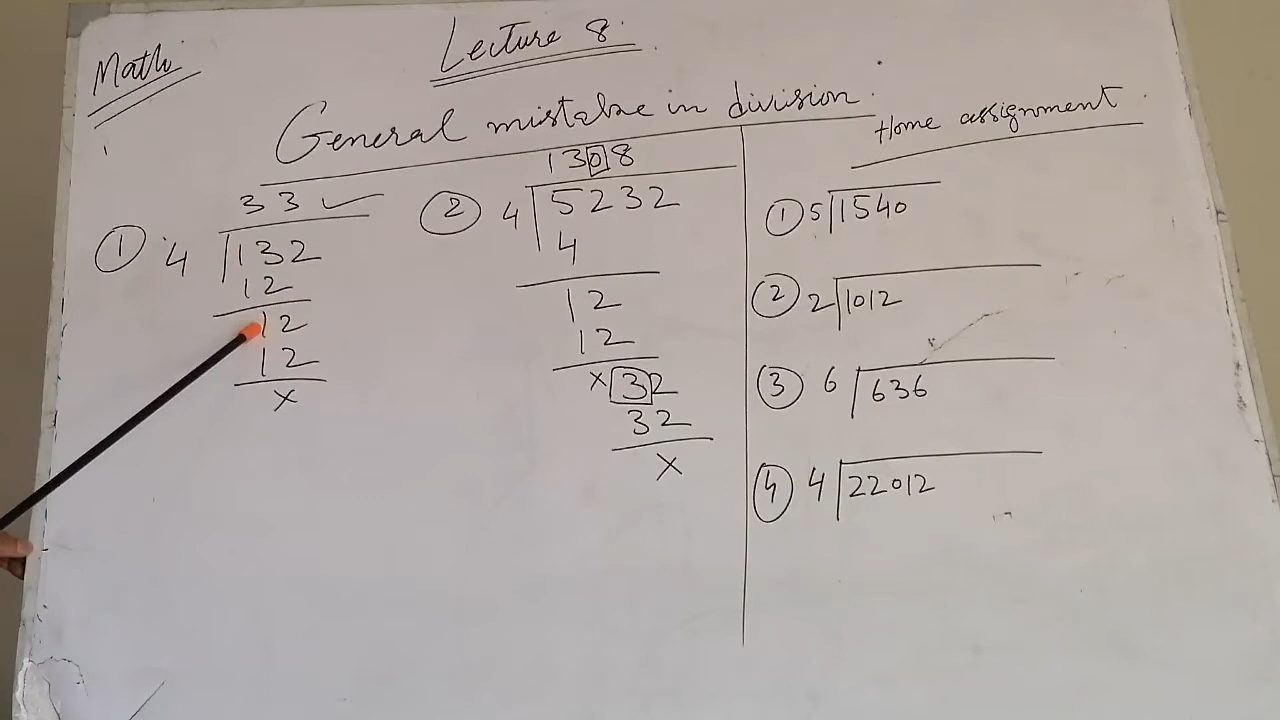 Math
Lecture 8
General mistake in division
Home assignment
① 33 ✓
4 132
12
12
12
x
② 1308
4 5232
4
12
12
x 32
32
x
① 5 1540
② 2 1012
③ 6 636
④ 4 22012